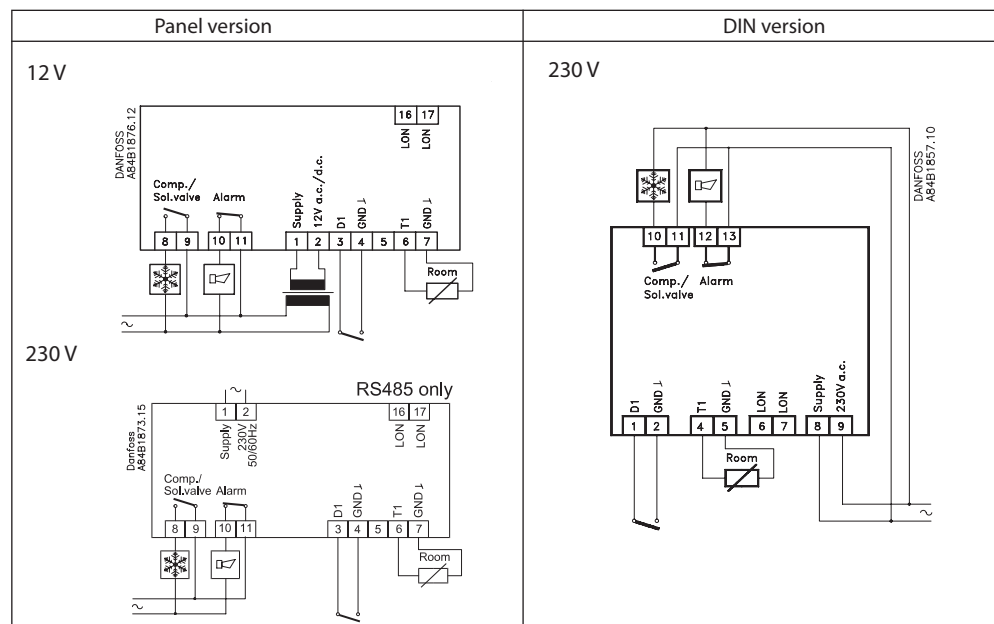 Panel version
DIN version
12 V
DANFOSS
A84B1876.12
16 17
LON LON
Comp./
Sol.valve Alarm
Supply
12V a.c./d.c.
D1
GND ⊥
T1
GND ⊥
8 9 10 11 1 2 3 4 5 6 7
Room
~
230 V
RS485 only
~
1 2
16 17
Danfoss
A84B1873.15
Supply
230V
50/60Hz
LON LON
Comp./
Sol.valve Alarm
D1
GND ⊥
T1
GND ⊥
8 9 10 11 3 4 5 6 7
Room
~
230 V
DANFOSS
A84B1857.10
10 11 12 13
Comp./ Alarm
Sol.valve
D1
GND ⊥
T1
GND ⊥
LON
LON
Supply
230V a.c.
1 2 4 5 6 7 8 9
Room
~